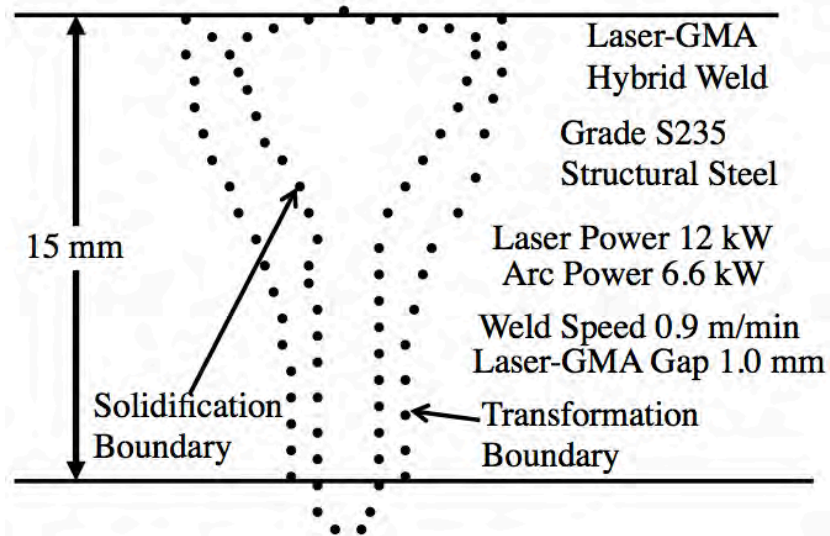 Laser-GMA
Hybrid Weld
Grade S235
Structural Steel
15 mm
Laser Power 12 kW
Arc Power 6.6 kW
Weld Speed 0.9 m/min
Laser-GMA Gap 1.0 mm
Solidification
Boundary
Transformation
Boundary